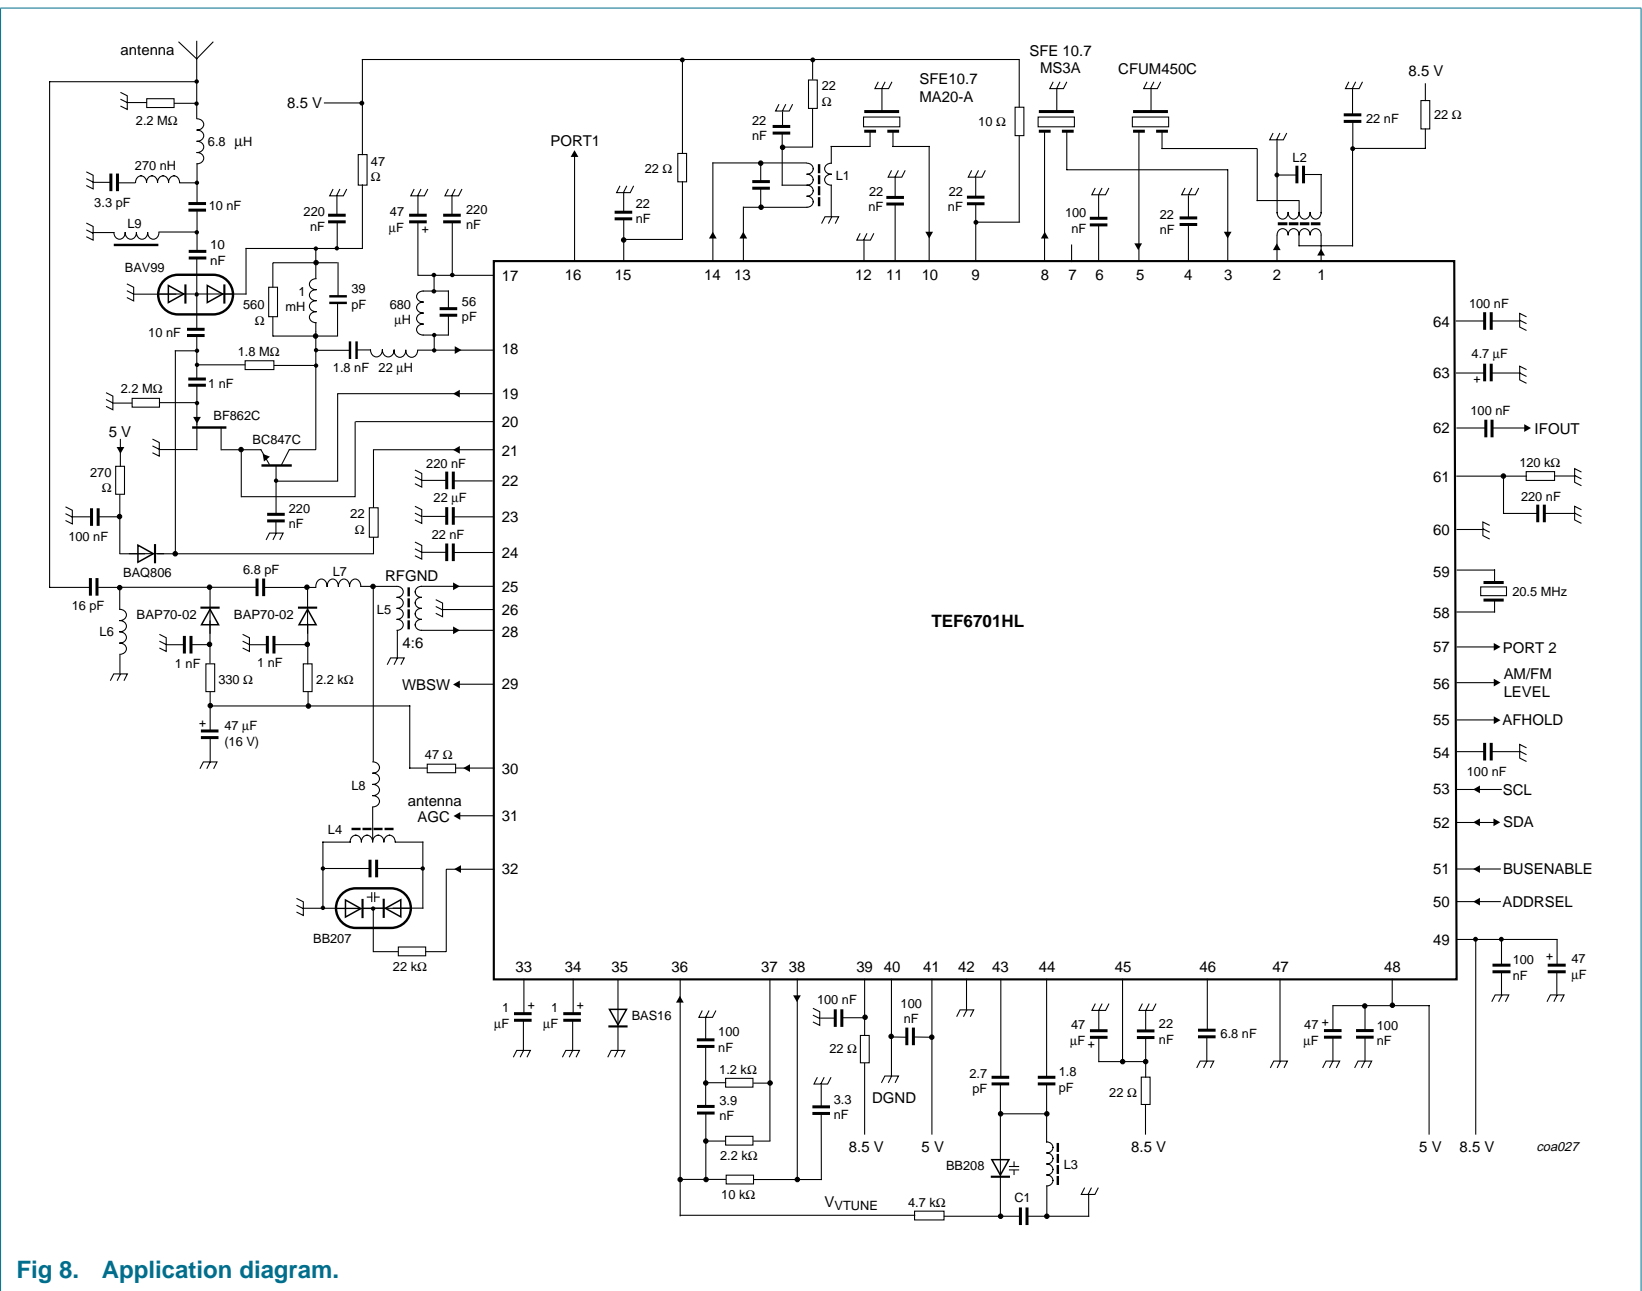 antenna
2.2 MΩ
6.8 μH
270 nH
3.3 pF
10 nF
L9
10
nF
BAV99
10 nF
1.8 MΩ
1 nF
2.2 MΩ
BF862C
BC847C
5 V
270
Ω
100 nF
BAQ806
8.5 V
47
Ω
220
nF
47
μF
+
220
nF
560
Ω
1
mH
39
pF
680
μH
56
pF
1.8 nF
22 μH
220
nF
22
Ω
220 nF
22 μF
22 nF
PORT1
22 Ω
22
nF
22
nF
22
Ω
L1
SFE10.7
MA20-A
22
nF
22
nF
10 Ω
SFE 10.7
MS3A
CFUM450C
100
nF
22
nF
L2
22 nF
8.5 V
22 Ω
17
16
15
14
13
12
11
10
9
8
7
6
5
4
3
2
1
18
19
20
21
22
23
24
25
26
28
29
30
31
32
16 pF
L6
BAP70-02
6.8 pF
BAP70-02
L7
RFGND
L5
4:6
1 nF
1 nF
330 Ω
2.2 kΩ
+
47 μF
(16 V)
WBSW
47 Ω
L8
antenna
AGC
L4
BB207
22 kΩ
TEF6701HL
64
100 nF
63
4.7 μF
+
62
100 nF
IFOUT
61
120 kΩ
220 nF
60
59
58
20.5 MHz
57
PORT 2
56
AM/FM
LEVEL
55
AFHOLD
54
100 nF
53
SCL
52
SDA
51
BUSENABLE
50
ADDRSEL
49
100
nF
+
47
μF
33
34
35
36
37
38
39
40
41
42
43
44
45
46
47
48
1
μF
+
1
μF
+
BAS16
100
nF
1.2 kΩ
3.9
nF
2.2 kΩ
10 kΩ
3.3
nF
100 nF
22 Ω
8.5 V
100
nF
DGND
5 V
2.7
pF
1.8
pF
BB208
L3
VVTUNE
4.7 kΩ
C1
47
μF
+
22
nF
22 Ω
8.5 V
6.8 nF
47
μF
+
100
nF
5 V
8.5 V
coa027
Fig 8. Application diagram.